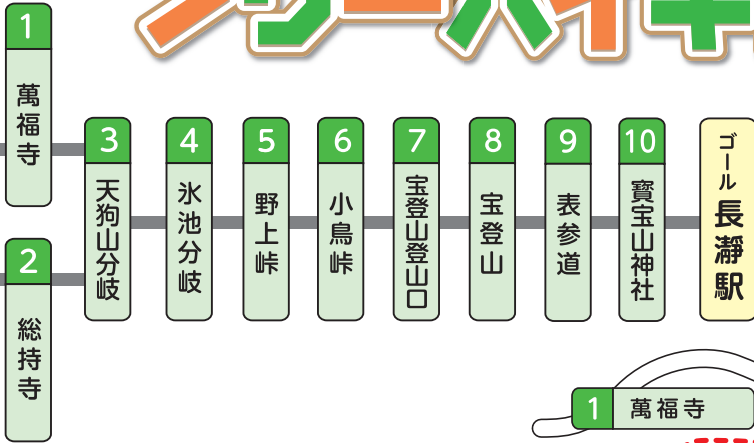 1
萬福寺
2
総持寺
3
天狗山分岐
4
氷池分岐
5
野上峠
6
小鳥峠
7
宝登山登山口
8
宝登山
9
表参道
10
寳宝山神社
ゴール
長瀞駅
1
萬福寺